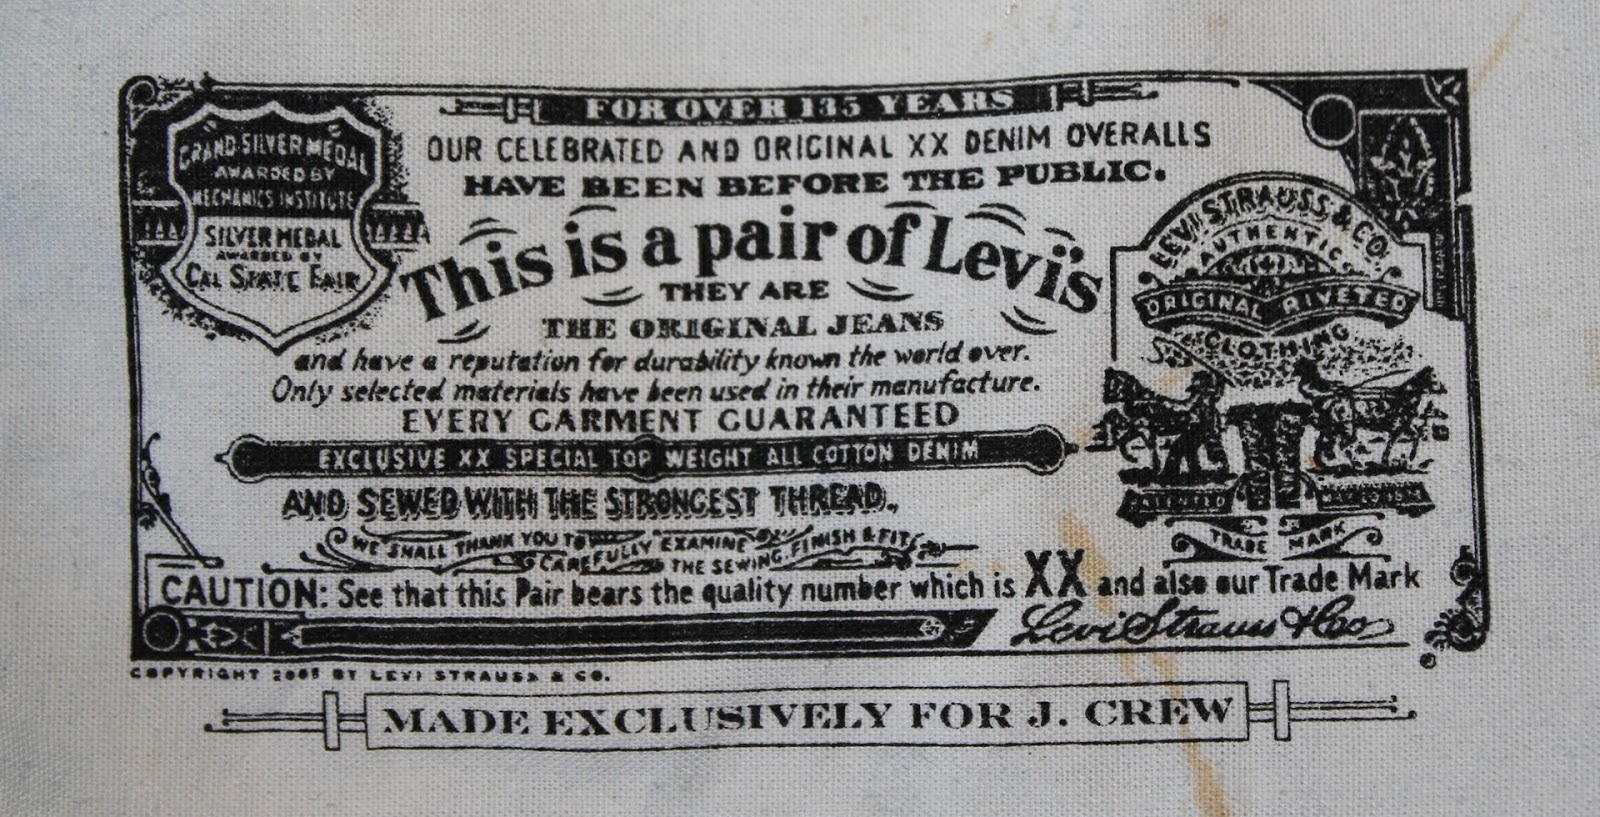 FOR OVER 135 YEARS
OUR CELEBRATED AND ORIGINAL XX DENIM OVERALLS
HAVE BEEN BEFORE THE PUBLIC.
GRAND SILVER MEDAL
AWARDED BY
MECHANICS INSTITUTE
SILVER MEDAL
AWARDED BY
CAL STATE FAIR
This is a pair of Levi's
THEY ARE
THE ORIGINAL JEANS
and have a reputation for durability known the world over.
Only selected materials have been used in their manufacture.
EVERY GARMENT GUARANTEED
EXCLUSIVE XX SPECIAL TOP WEIGHT ALL COTTON DENIM
AND SEWED WITH THE STRONGEST THREAD.
WE SHALL THANK YOU TO
CAREFULLY EXAMINE
THE SEWING, FINISH & FIT
LEVI STRAUSS & CO.
AUTHENTICS
ORIGINAL RIVETED
CLOTHING
TRADE MARK
CAUTION: See that this Pair bears the quality number which is XX and also our Trade Mark
Levi Strauss & Co
COPYRIGHT BY LEVI STRAUSS & CO.
MADE EXCLUSIVELY FOR J. CREW